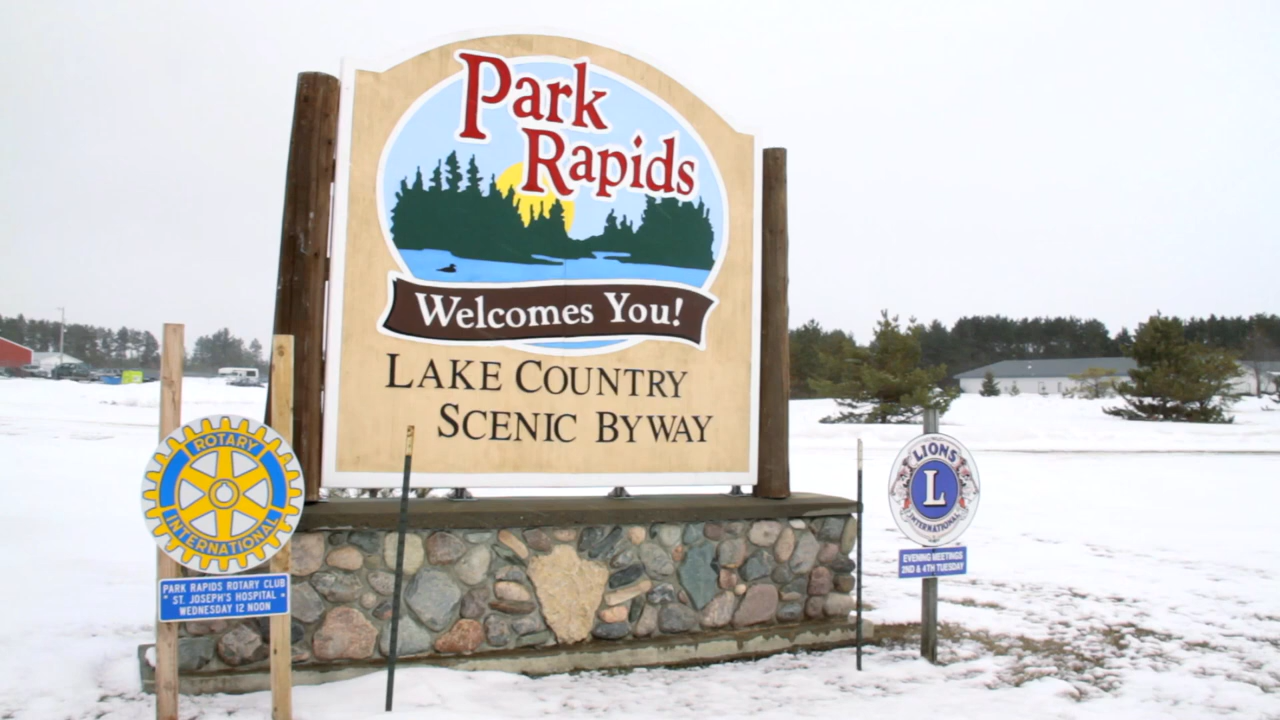 Park
Rapids
Welcomes You!
LAKE COUNTRY
SCENIC BYWAY
ROTARY
INTERNATIONAL
PARK RAPIDS ROTARY CLUB
" ST. JOSEPH'S HOSPITAL "
WEDNESDAY 12 NOON
LIONS
L
INTERNATIONAL
EVENING MEETINGS
2ND & 4TH TUESDAY